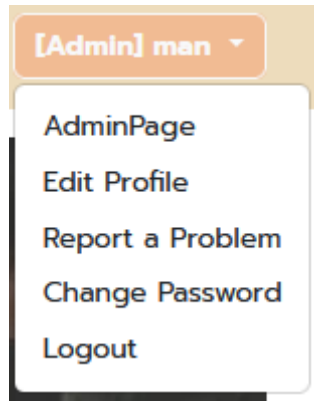 [Admin] man
AdminPage
Edit Profile
Report a Problem
Change Password
Logout